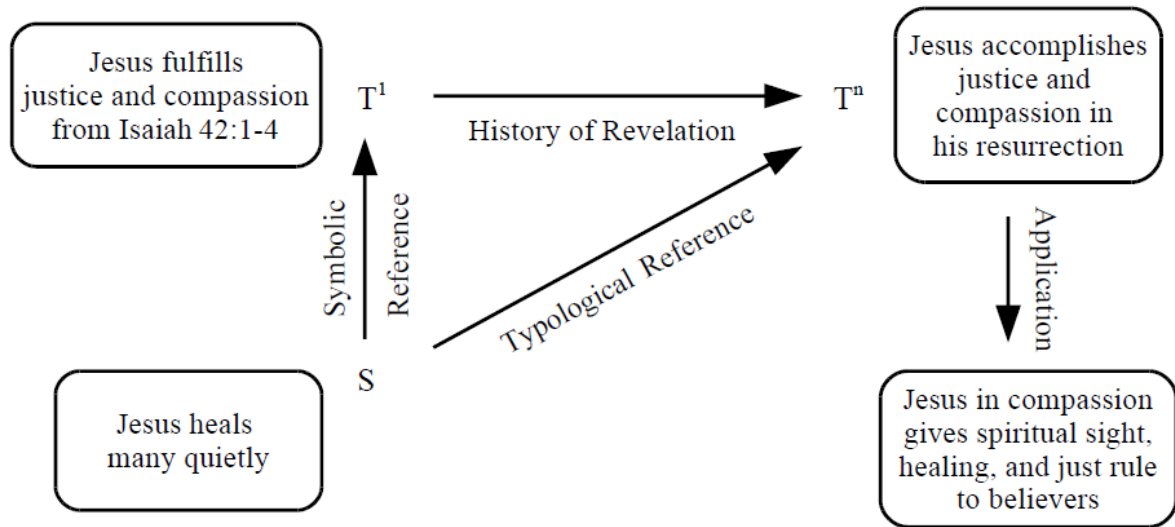 Jesus fulfills
justice and compassion
from Isaiah 42:1-4
T¹
History of Revelation
Tⁿ
Jesus accomplishes
justice and
compassion in
his resurrection
Symbolic
Reference
Typological Reference
Application
S
Jesus heals
many quietly
Jesus in compassion
gives spiritual sight,
healing, and just rule
to believers